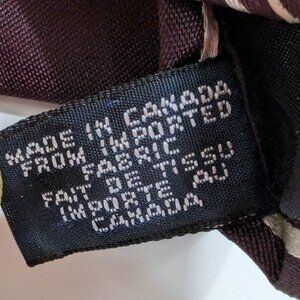 MADE IN CANADA
FROM IMPORTED
FABRIC
FAIT DE TISSU
IMPORTE AU
CANADA